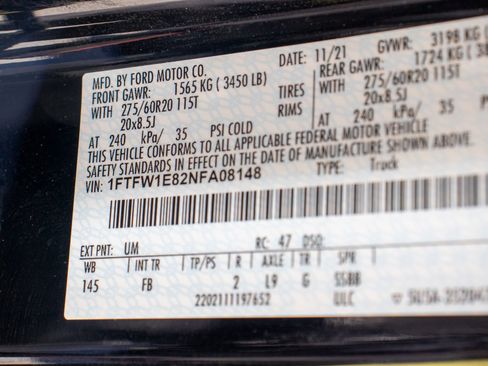 MFD. BY FORD MOTOR CO.
DATE: 11/21 GVWR: 3198 KG
FRONT GAWR: 1565 KG ( 3450 LB)
REAR GAWR: 1724 KG
WITH 275/60R20 115T TIRES WITH 275/60R20 115T
20x8.5J RIMS 20x8.5J
AT 240 kPa/ 35 PSI COLD AT 240 kPa/ 35
THIS VEHICLE CONFORMS TO ALL APPLICABLE FEDERAL MOTOR VEHICLE
SAFETY STANDARDS IN EFFECT ON THE DATE OF MANUFACTURE SHOWN
VIN: 1FTFW1E82NFA08148 TYPE: Truck
EXT PNT: UM RC: 47 DSO:
WB INT TR TP/PS R AXLE TR SPR
145 FB 2 L9 G SSBB
2202111197652 ULC